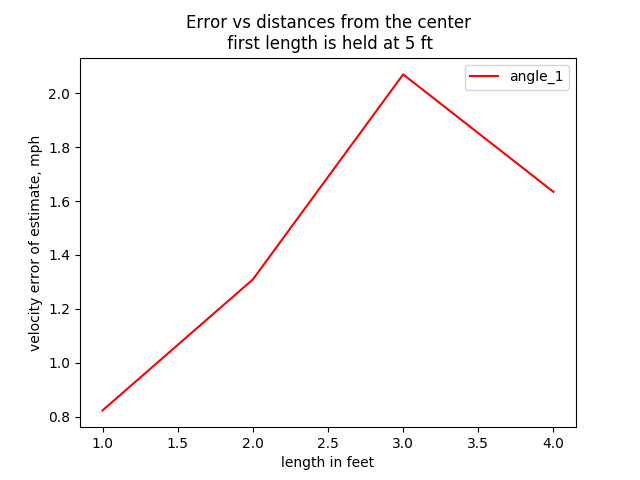 Error vs distances from the center
first length is held at 5 ft
angle_1
velocity error of estimate, mph
2.0
1.8
1.6
1.4
1.2
1.0
0.8
1.0 1.5 2.0 2.5 3.0 3.5 4.0
length in feet